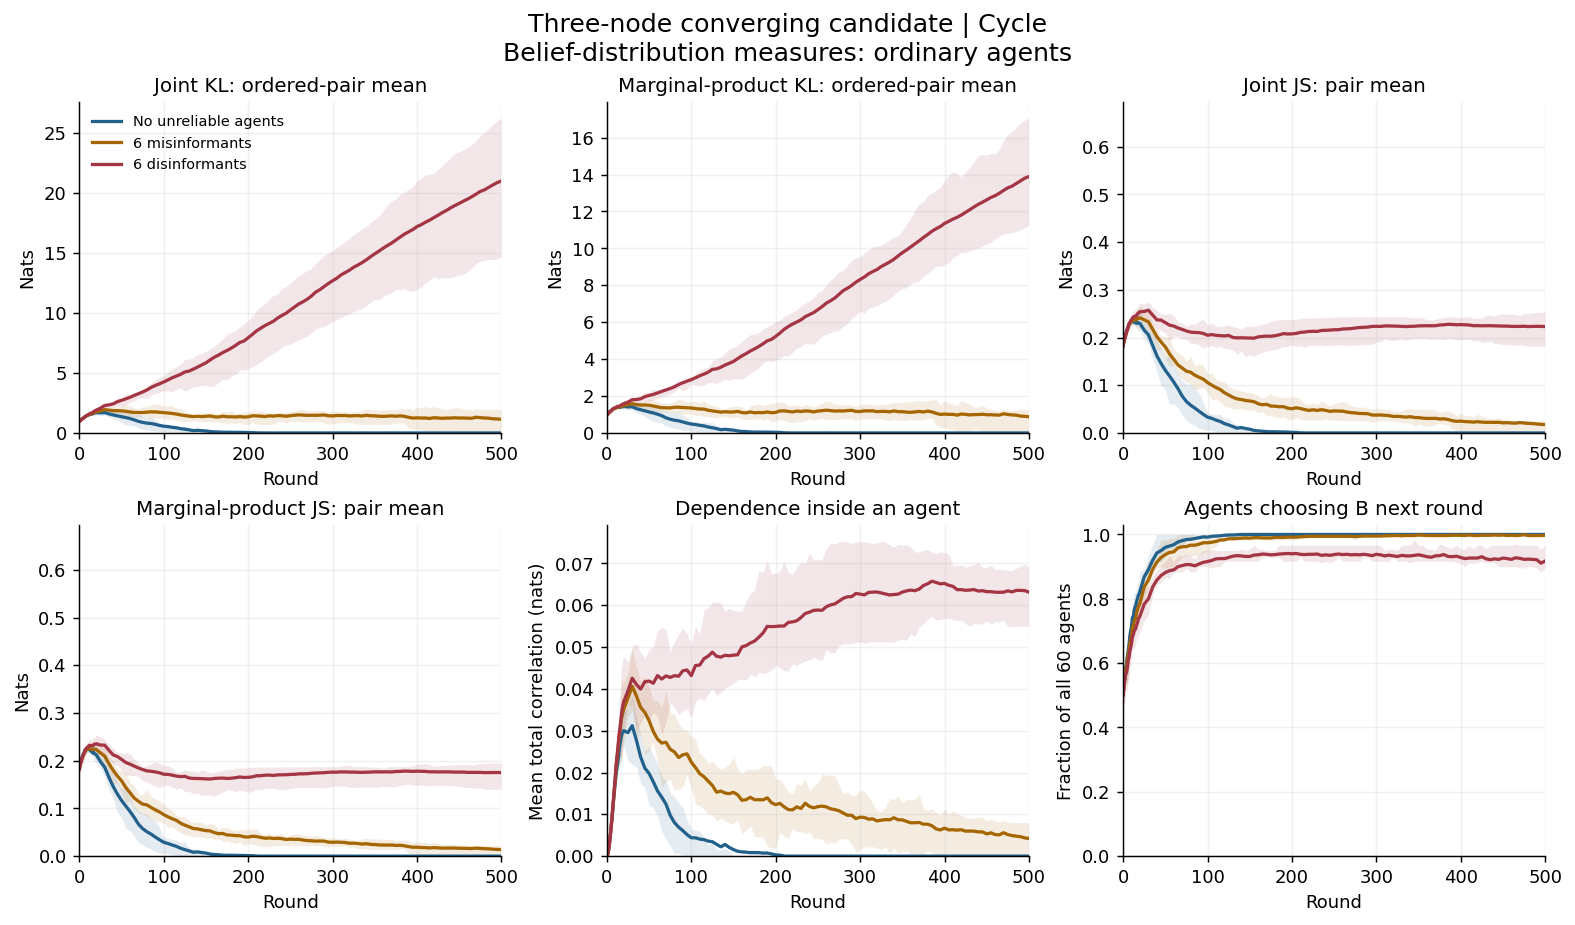 Three-node converging candidate | Cycle
Belief-distribution measures: ordinary agents
Joint KL: ordered-pair mean
No unreliable agents
6 misinformants
6 disinformants
Nats
25
20
15
10
5
0
0 100 200 300 400 500
Round
Marginal-product KL: ordered-pair mean
Nats
16
14
12
10
8
6
4
2
0
0 100 200 300 400 500
Round
Joint JS: pair mean
Nats
0.6
0.5
0.4
0.3
0.2
0.1
0.0
0 100 200 300 400 500
Round
Marginal-product JS: pair mean
Nats
0.6
0.5
0.4
0.3
0.2
0.1
0.0
0 100 200 300 400 500
Round
Dependence inside an agent
Mean total correlation (nats)
0.07
0.06
0.05
0.04
0.03
0.02
0.01
0.00
0 100 200 300 400 500
Round
Agents choosing B next round
Fraction of all 60 agents
1.0
0.8
0.6
0.4
0.2
0.0
0 100 200 300 400 500
Round